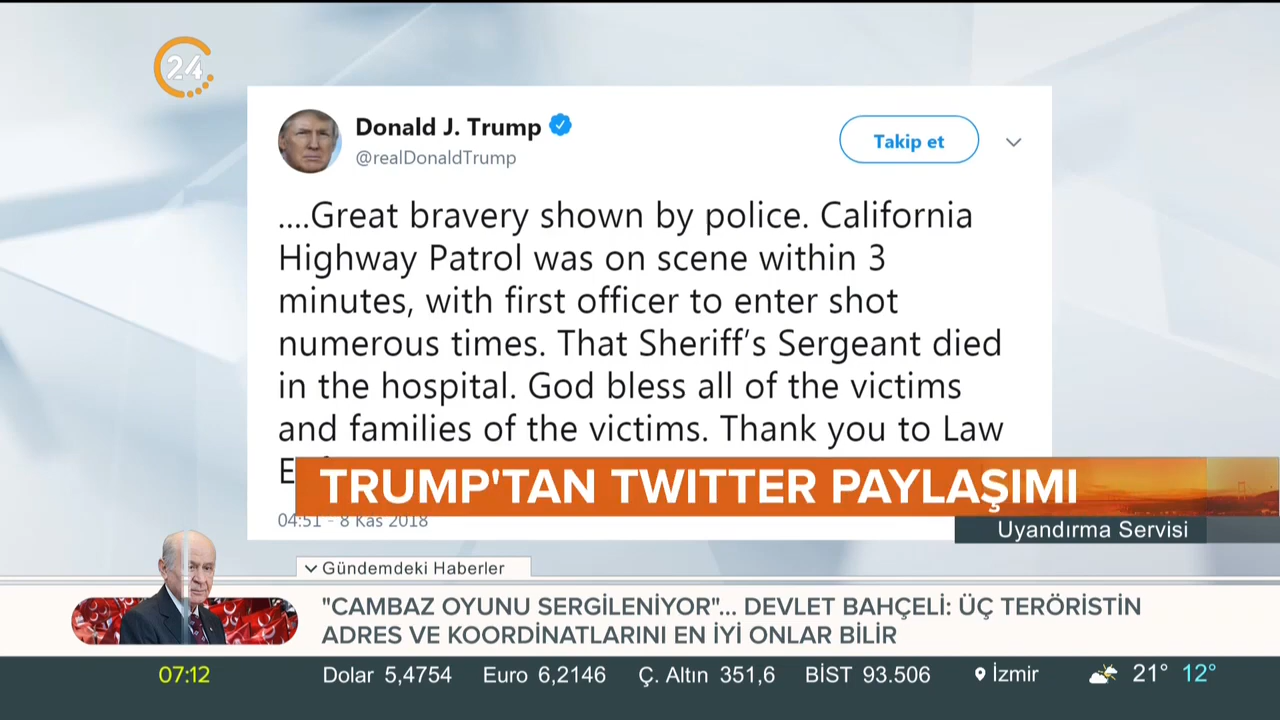 24
Donald J. Trump
@realDonaldTrump
Takip et
....Great bravery shown by police. California
Highway Patrol was on scene within 3
minutes, with first officer to enter shot
numerous times. That Sheriff's Sergeant died
in the hospital. God bless all of the victims
and families of the victims. Thank you to Law
TRUMP'TAN TWITTER PAYLAŞIMI
04:51 - 8 Kas 2018
Uyandırma Servisi
Gündemdeki Haberler
"CAMBAZ OYUNU SERGİLENİYOR"... DEVLET BAHÇELİ: ÜÇ TERÖRİSTİN
ADRES VE KOORDİNATLARINI EN İYİ ONLAR BİLİR
07:12 Dolar 5,4754 Euro 6,2146 Ç. Altın 351,6 BİST 93.506 İzmir 21° 12°